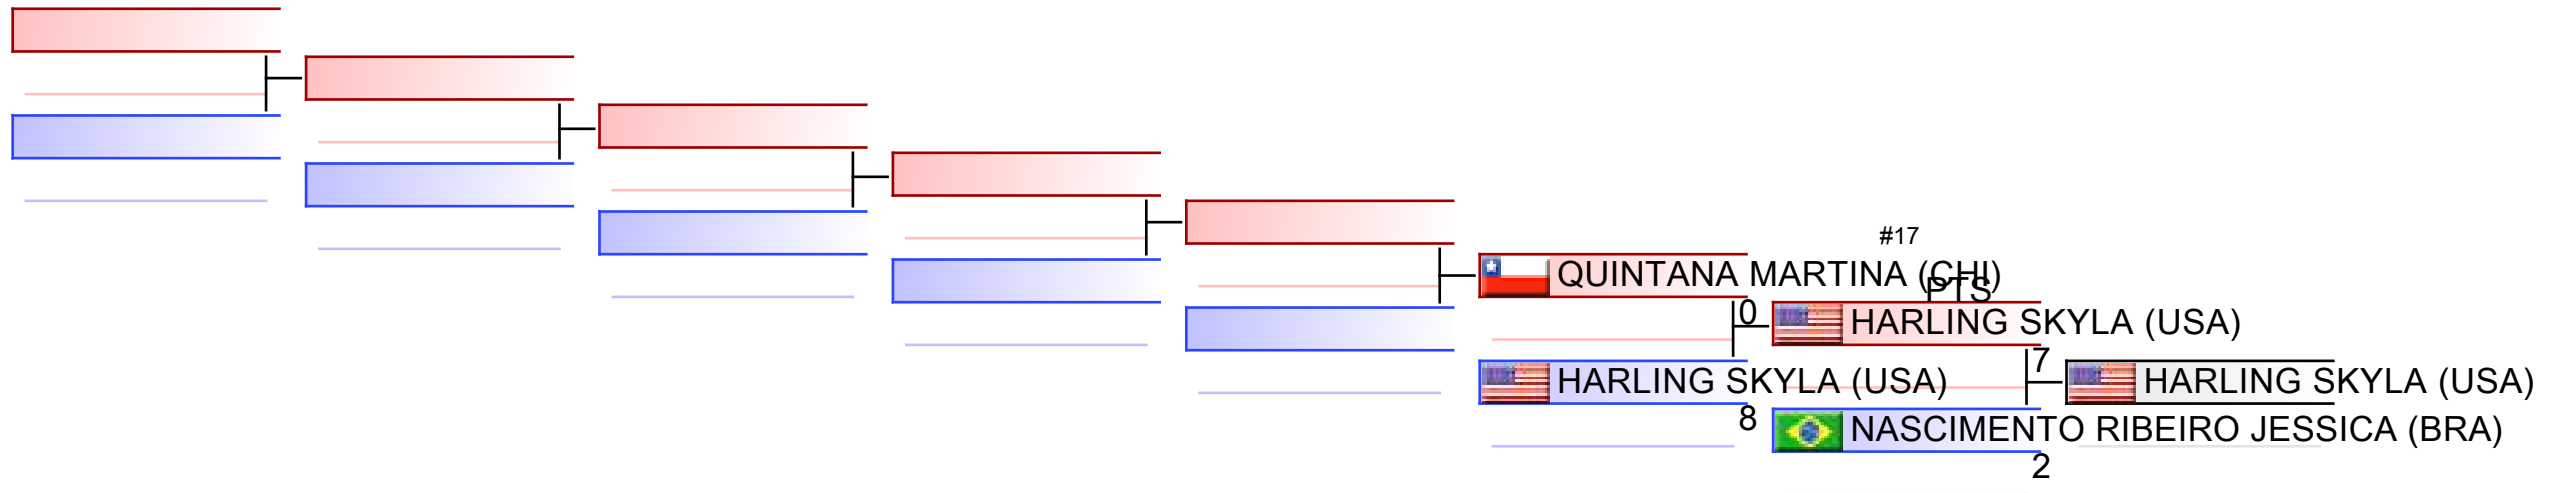 #17
QUINTANA MARTINA (CHI)
PTS
0
HARLING SKYLA (USA)
7
HARLING SKYLA (USA)
HARLING SKYLA (USA)
8
NASCIMENTO RIBEIRO JESSICA (BRA)
2